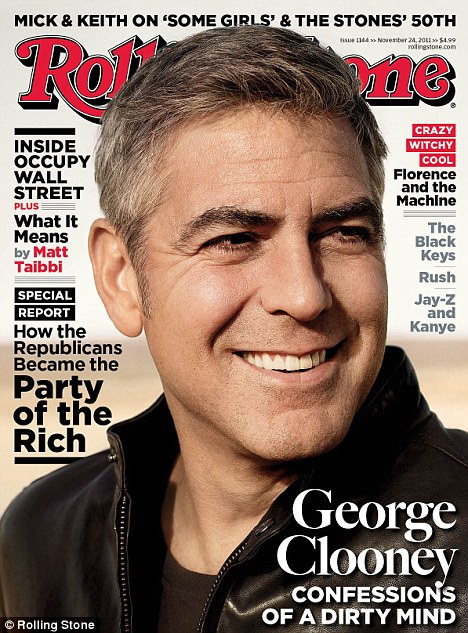 MICK & KEITH ON ‘SOME GIRLS’ & THE STONES’ 50TH
Issue 1144 >> November 24, 2011 >> $4.99
rollingstone.com
Rolling Stone
®
INSIDE
OCCUPY
WALL
STREET
PLUS
What It
Means
by Matt
Taibbi
SPECIAL
REPORT
How the
Republicans
Became the
Party
of the
Rich
CRAZY
WITCHY
COOL
Florence
and the
Machine
The
Black
Keys
Rush
Jay-Z
and
Kanye
George
Clooney
CONFESSIONS
OF A DIRTY MIND
© Rolling Stone